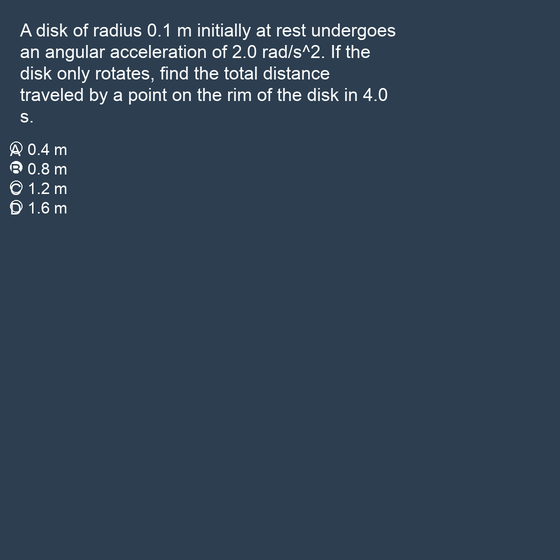 A disk of radius 0.1 m initially at rest undergoes
an angular acceleration of 2.0 rad/s^2. If the
disk only rotates, find the total distance
traveled by a point on the rim of the disk in 4.0
s.
A 0.4 m
B 0.8 m
C 1.2 m
D 1.6 m